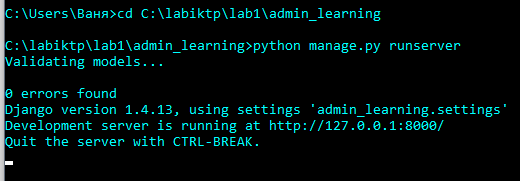 C:\Users\Ваня>cd C:\labiktp\lab1\admin_learning
C:\labiktp\lab1\admin_learning>python manage.py runserver
Validating models...
0 errors found
Django version 1.4.13, using settings 'admin_learning.settings'
Development server is running at http://127.0.0.1:8000/
Quit the server with CTRL-BREAK.